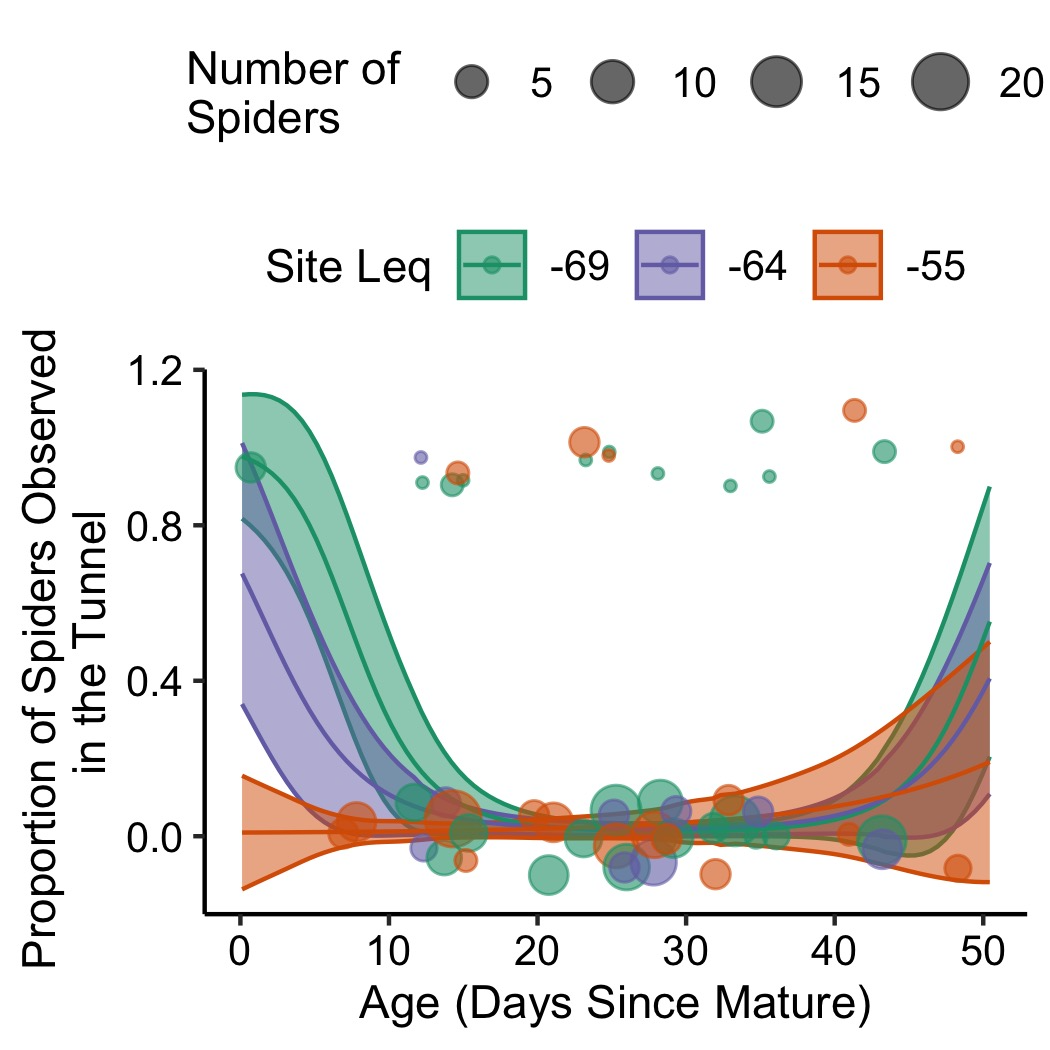 Number of
Spiders
5
10
15
20
Site Leq
-69
-64
-55
Proportion of Spiders Observed
in the Tunnel
1.2
0.8
0.4
0.0
0
10
20
30
40
50
Age (Days Since Mature)